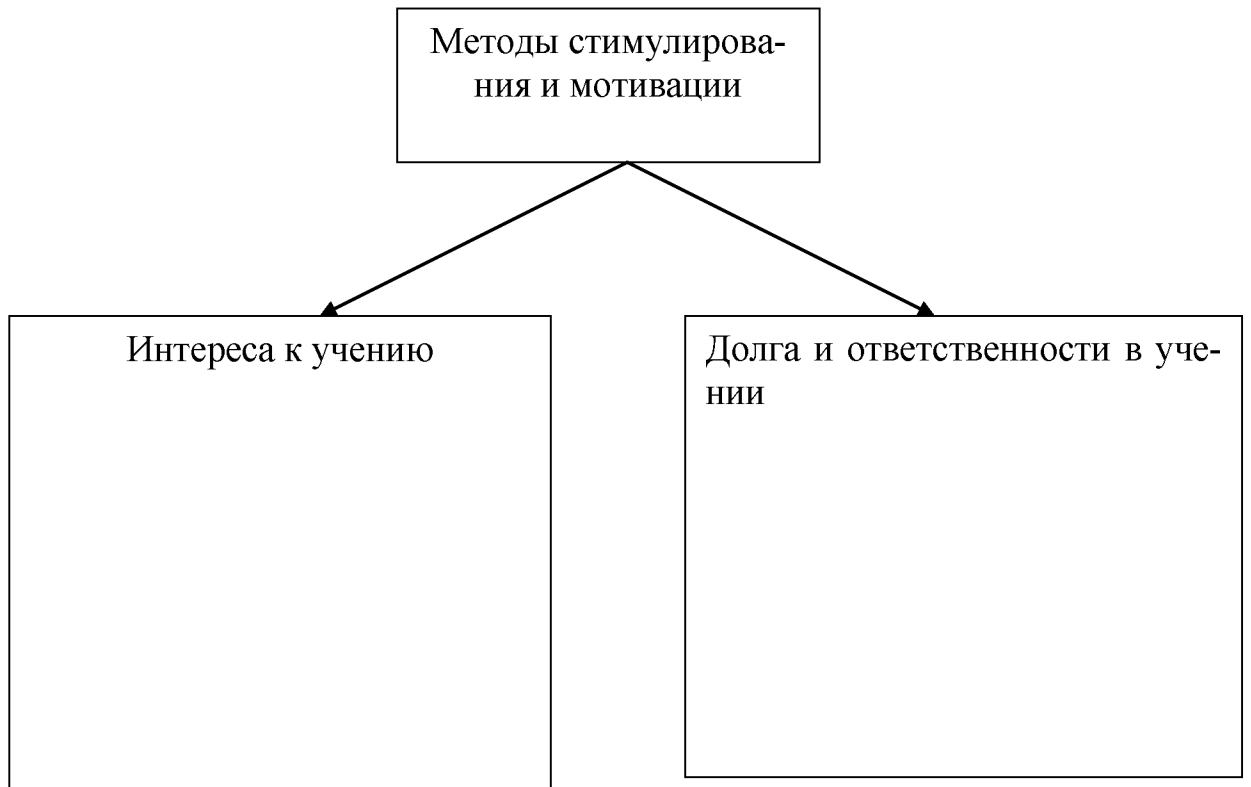 Методы стимулирова-
ния и мотивации
Интереса к учению
Долга и ответственности в уче-
нии